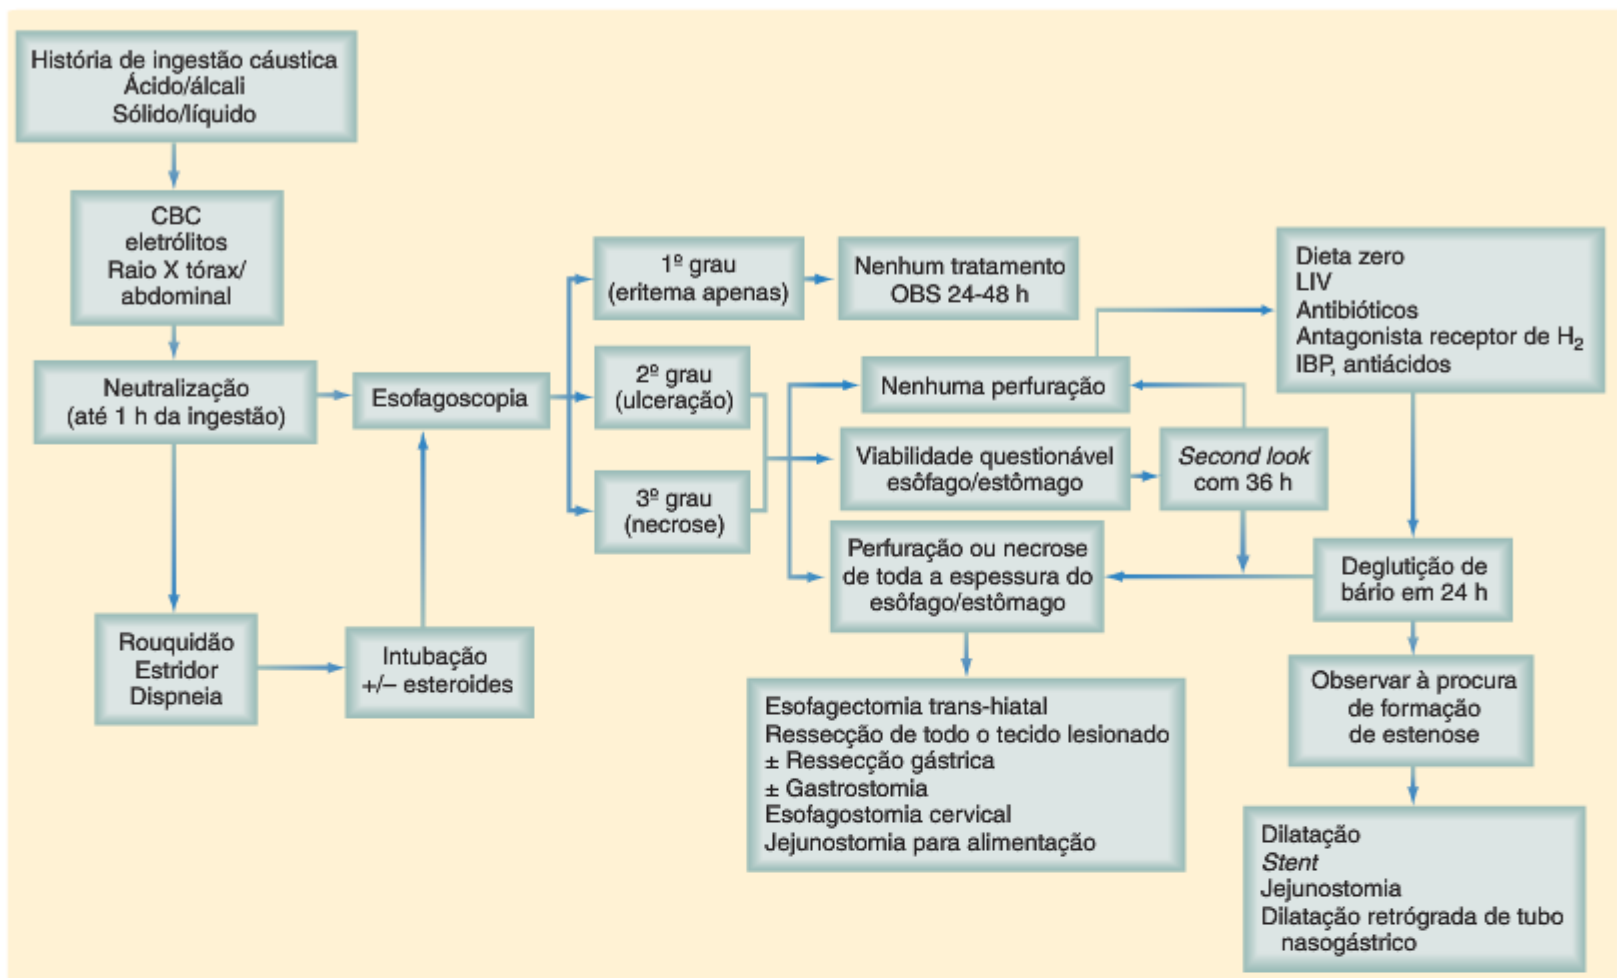 História de ingestão cáustica
Ácido/álcali
Sólido/líquido
CBC
eletrólitos
Raio X tórax/
abdominal
Neutralização
(até 1 h da ingestão)
Rouquidão
Estridor
Dispneia
Intubação
+/– esteroides
Esofagoscopia
1º grau
(eritema apenas)
Nenhum tratamento
OBS 24-48 h
2º grau
(ulceração)
3º grau
(necrose)
Nenhuma perfuração
Viabilidade questionável
esôfago/estômago
Second look
com 36 h
Perfuração ou necrose
de toda a espessura do
esôfago/estômago
Esofagectomia trans-hiatal
Ressecção de todo o tecido lesionado
± Ressecção gástrica
± Gastrostomia
Esofagostomia cervical
Jejunostomia para alimentação
Dieta zero
LIV
Antibióticos
Antagonista receptor de H₂
IBP, antiácidos
Deglutição de
bário em 24 h
Observar à procura
de formação
de estenose
Dilatação
Stent
Jejunostomia
Dilatação retrógrada de tubo
nasogástrico